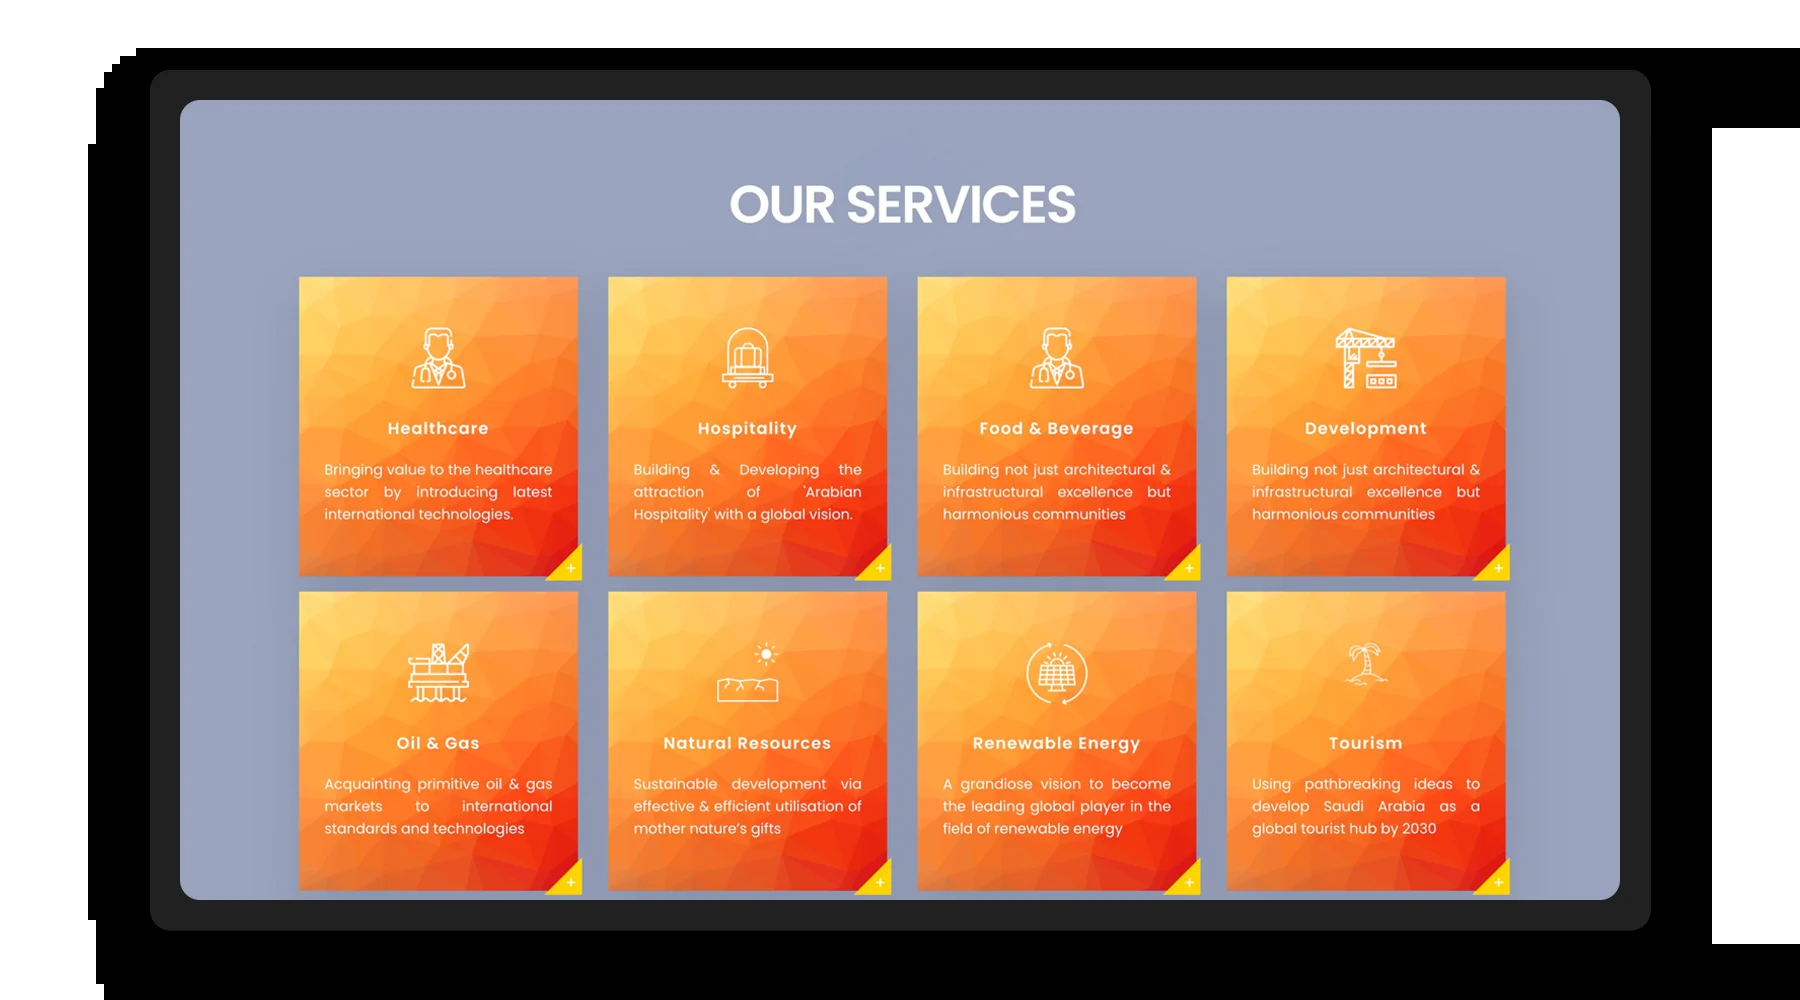 OUR SERVICES
Healthcare
Bringing value to the healthcare
sector by introducing latest
international technologies.
+
Hospitality
Building & Developing the
attraction of 'Arabian
Hospitality' with a global vision.
+
Food & Beverage
Building not just architectural &
infrastructural excellence but
harmonious communities
+
Development
Building not just architectural &
infrastructural excellence but
harmonious communities
+
Oil & Gas
Acquainting primitive oil & gas
markets to international
standards and technologies
+
Natural Resources
Sustainable development via
effective & efficient utilisation of
mother nature's gifts
+
Renewable Energy
A grandiose vision to become
the leading global player in the
field of renewable energy
+
Tourism
Using pathbreaking ideas to
develop Saudi Arabia as a
global tourist hub by 2030
+